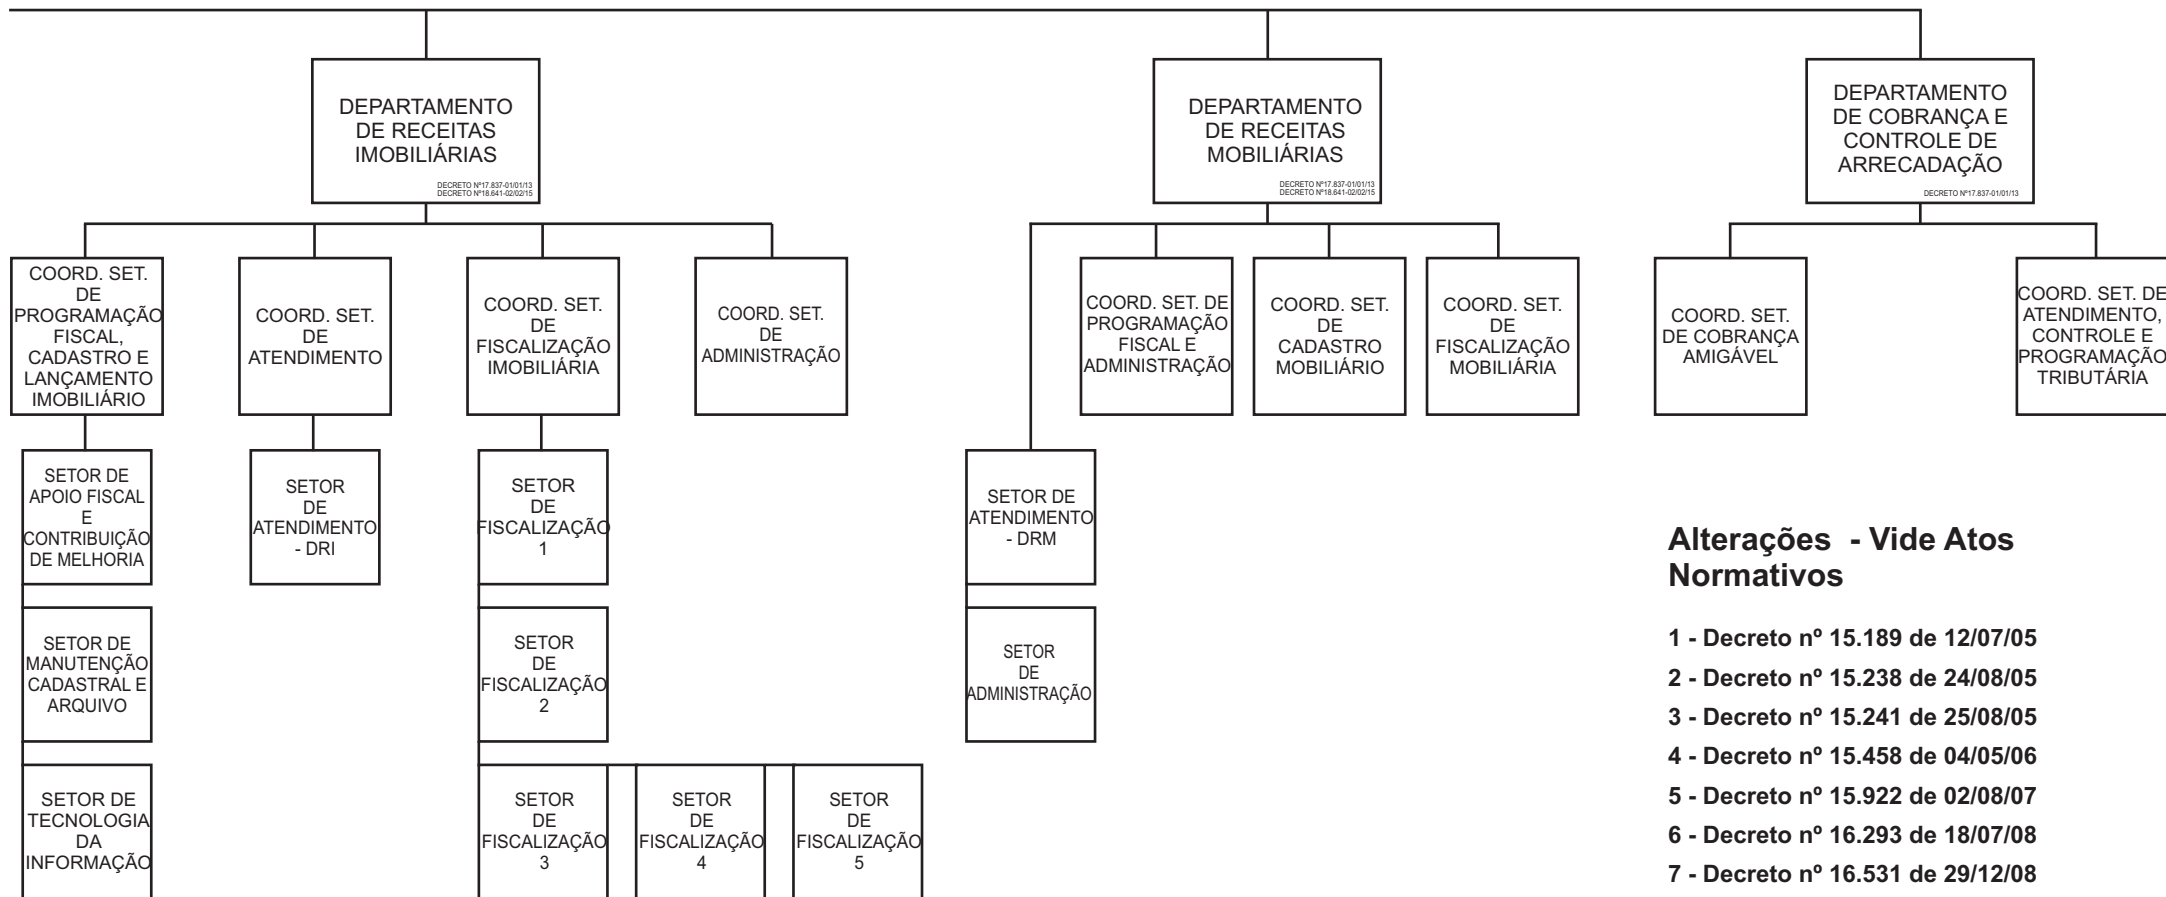 DEPARTAMENTO
DE RECEITAS
IMOBILIÁRIAS
DECRETO Nº17.837-01/01/13
DECRETO Nº18.641-02/02/15
DEPARTAMENTO
DE RECEITAS
MOBILIÁRIAS
DECRETO Nº17.837-01/01/13
DECRETO Nº18.641-02/02/15
DEPARTAMENTO
DE COBRANÇA E
CONTROLE DE
ARRECADAÇÃO
DECRETO Nº17.837-01/01/13
COORD. SET.
DE
PROGRAMAÇÃO
FISCAL,
CADASTRO E
LANÇAMENTO
IMOBILIÁRIO
COORD. SET.
DE
ATENDIMENTO
COORD. SET.
DE
FISCALIZAÇÃO
IMOBILIÁRIA
COORD. SET.
DE
ADMINISTRAÇÃO
COORD. SET. DE
PROGRAMAÇÃO
FISCAL E
ADMINISTRAÇÃO
COORD. SET.
DE
CADASTRO
MOBILIÁRIO
COORD. SET.
DE
FISCALIZAÇÃO
MOBILIÁRIA
COORD. SET.
DE COBRANÇA
AMIGÁVEL
COORD. SET. DE
ATENDIMENTO,
CONTROLE E
PROGRAMAÇÃO
TRIBUTÁRIA
SETOR DE
APOIO FISCAL
E
CONTRIBUIÇÃO
DE MELHORIA
SETOR
DE
ATENDIMENTO
- DRI
SETOR
DE
FISCALIZAÇÃO
1
SETOR DE
ATENDIMENTO
- DRM
SETOR DE
MANUTENÇÃO
CADASTRAL E
ARQUIVO
SETOR
DE
FISCALIZAÇÃO
2
SETOR
DE
ADMINISTRAÇÃO
SETOR DE
TECNOLOGIA
DA
INFORMAÇÃO
SETOR
DE
FISCALIZAÇÃO
3
SETOR
DE
FISCALIZAÇÃO
4
SETOR
DE
FISCALIZAÇÃO
5
Alterações - Vide Atos
Normativos
1 - Decreto nº 15.189 de 12/07/05
2 - Decreto nº 15.238 de 24/08/05
3 - Decreto nº 15.241 de 25/08/05
4 - Decreto nº 15.458 de 04/05/06
5 - Decreto nº 15.922 de 02/08/07
6 - Decreto nº 16.293 de 18/07/08
7 - Decreto nº 16.531 de 29/12/08